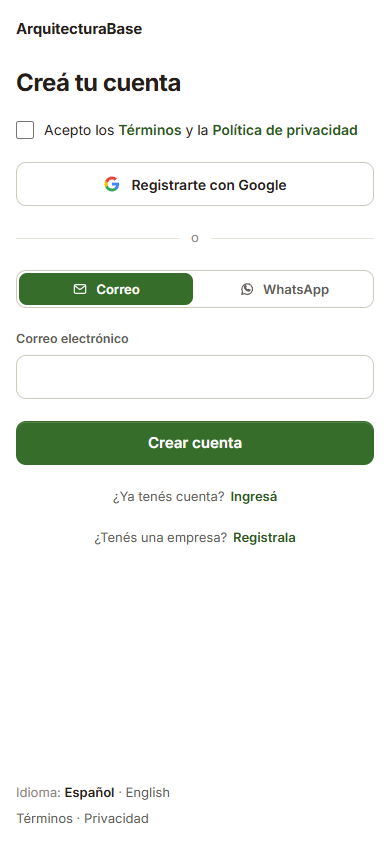 ArquitecturaBase
Creá tu cuenta
Acepto los Términos y la Política de privacidad
Registrarte con Google
o
Correo
WhatsApp
Correo electrónico
Crear cuenta
¿Ya tenés cuenta? Ingresá
¿Tenés una empresa? Registrala
Idioma: Español · English
Términos · Privacidad